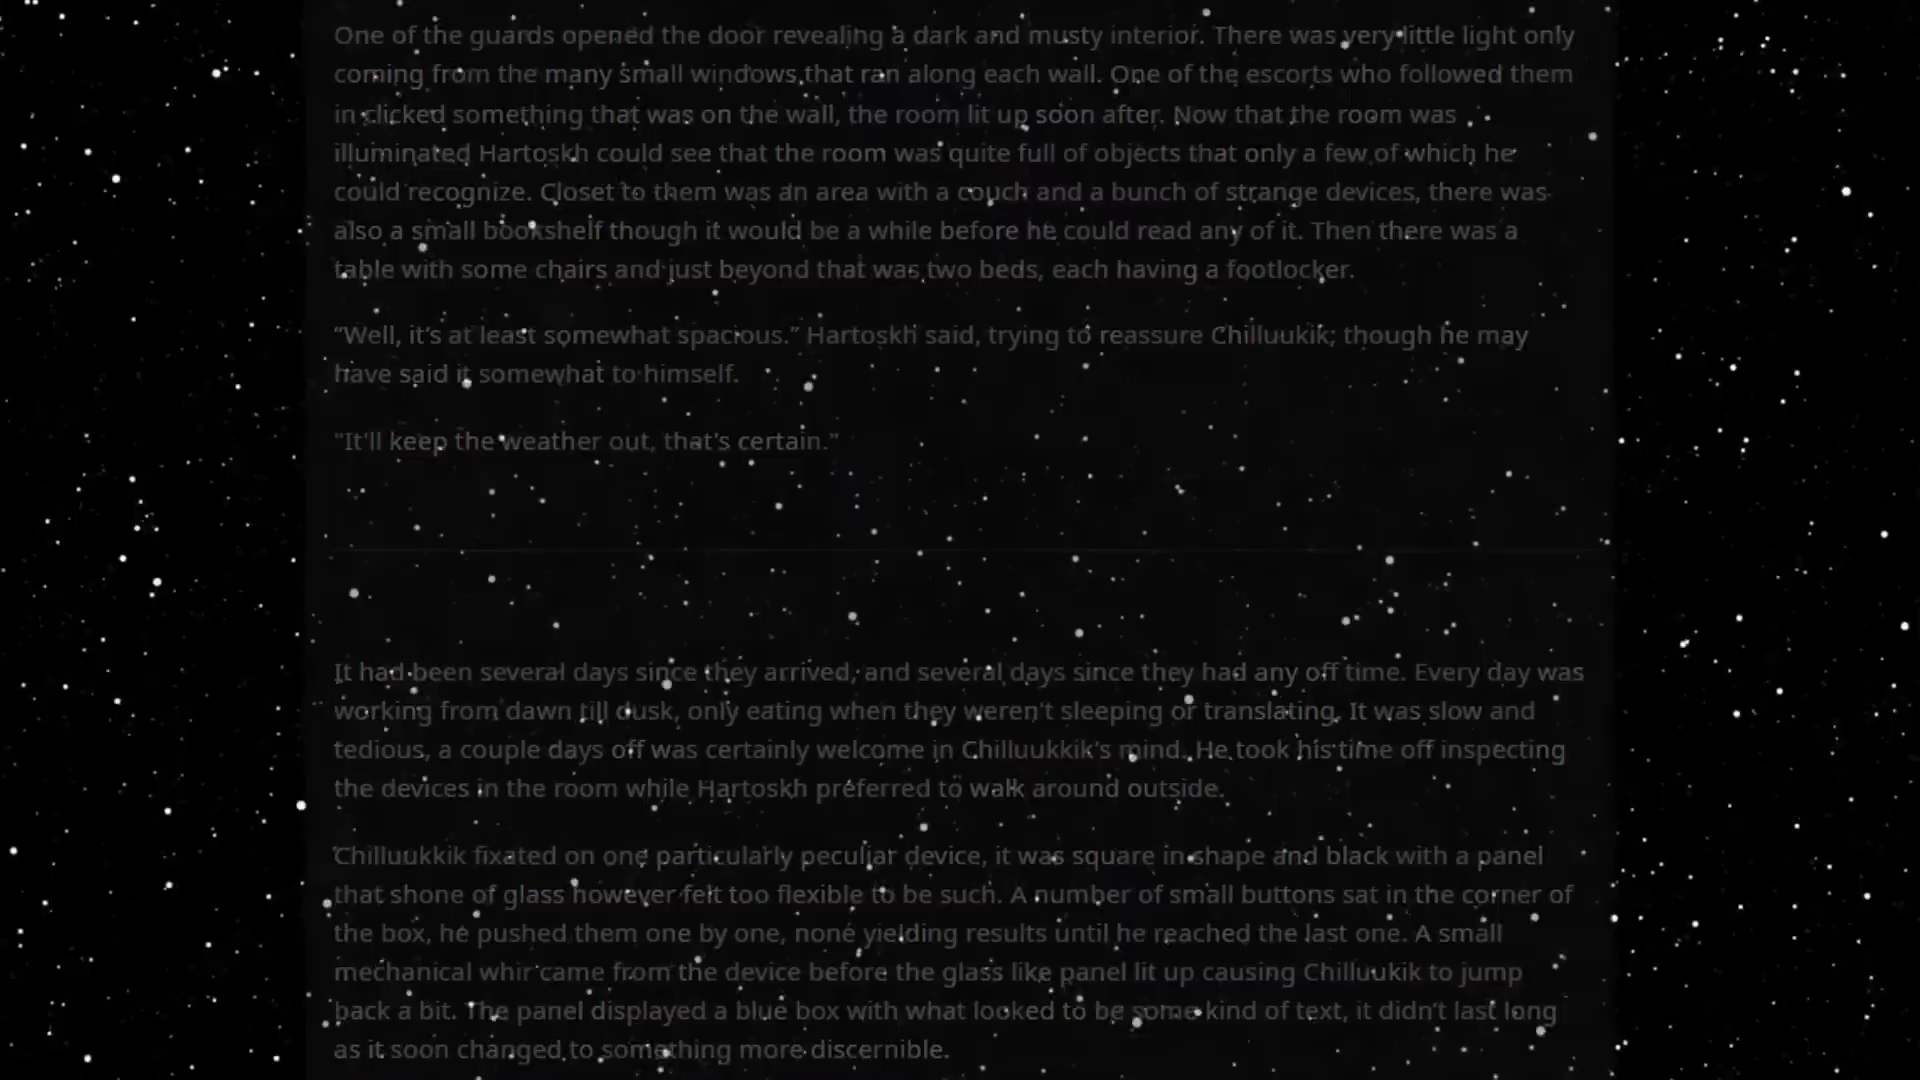 One of the guards opened the door revealing a dark and musty interior. There was very little light only
coming from the many small windows that ran along each wall. One of the escorts who followed them
in clicked something that was on the wall, the room lit up soon after. Now that the room was
illuminated Hartoskh could see that the room was quite full of objects that only a few of which he
could recognize. Closet to them was an area with a couch and a bunch of strange devices, there was
also a small bookshelf though it would be a while before he could read any of it. Then there was a
table with some chairs and just beyond that was two beds, each having a footlocker.
“Well, it’s at least somewhat spacious.” Hartoskh said, trying to reassure Chilluukik; though he may
have said it somewhat to himself.
"It'll keep the weather out, that's certain."
It had been several days since they arrived, and several days since they had any off time. Every day was
working from dawn till dusk, only eating when they weren't sleeping or translating. It was slow and
tedious, a couple days off was certainly welcome in Chilluukkik's mind. He took his time off inspecting
the devices in the room while Hartoskh preferred to walk around outside.
Chilluukkik fixated on one particularly peculiar device, it was square in shape and black with a panel
that shone of glass however felt too flexible to be such. A number of small buttons sat in the corner of
the box, he pushed them one by one, none yielding results until he reached the last one. A small
mechanical whir came from the device before the glass like panel lit up causing Chilluukik to jump
back a bit. The panel displayed a blue box with what looked to be some kind of text, it didn’t last long
as it soon changed to something more discernible.